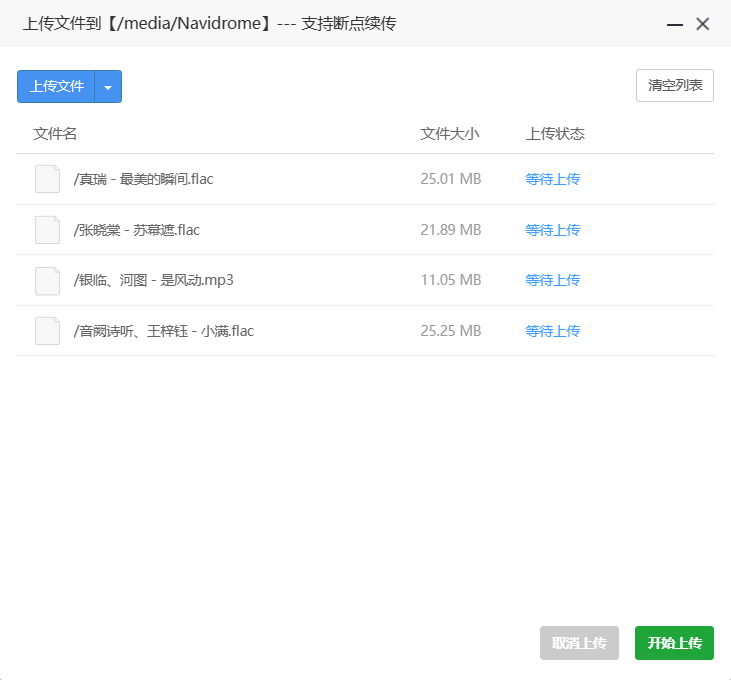 上传文件到【/media/Navidrome】--- 支持断点续传
上传文件
清空列表
文件名 文件大小 上传状态
/真瑞 - 最美的瞬间.flac 25.01 MB 等待上传
/张晓棠 - 苏幕遮.flac 21.89 MB 等待上传
/银临、河图 - 是风动.mp3 11.05 MB 等待上传
/音阙诗听、王梓钰 - 小满.flac 25.25 MB 等待上传
取消上传 开始上传